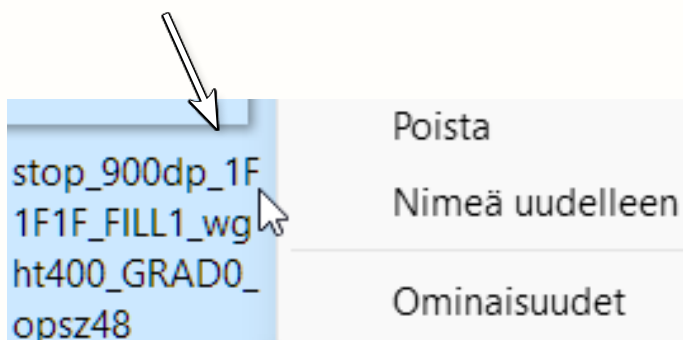 stop_900dp_1F
1F1F_FILL1_wg
ht400_GRAD0_
opsz48
Poista
Nimeä uudelleen
Ominaisuudet